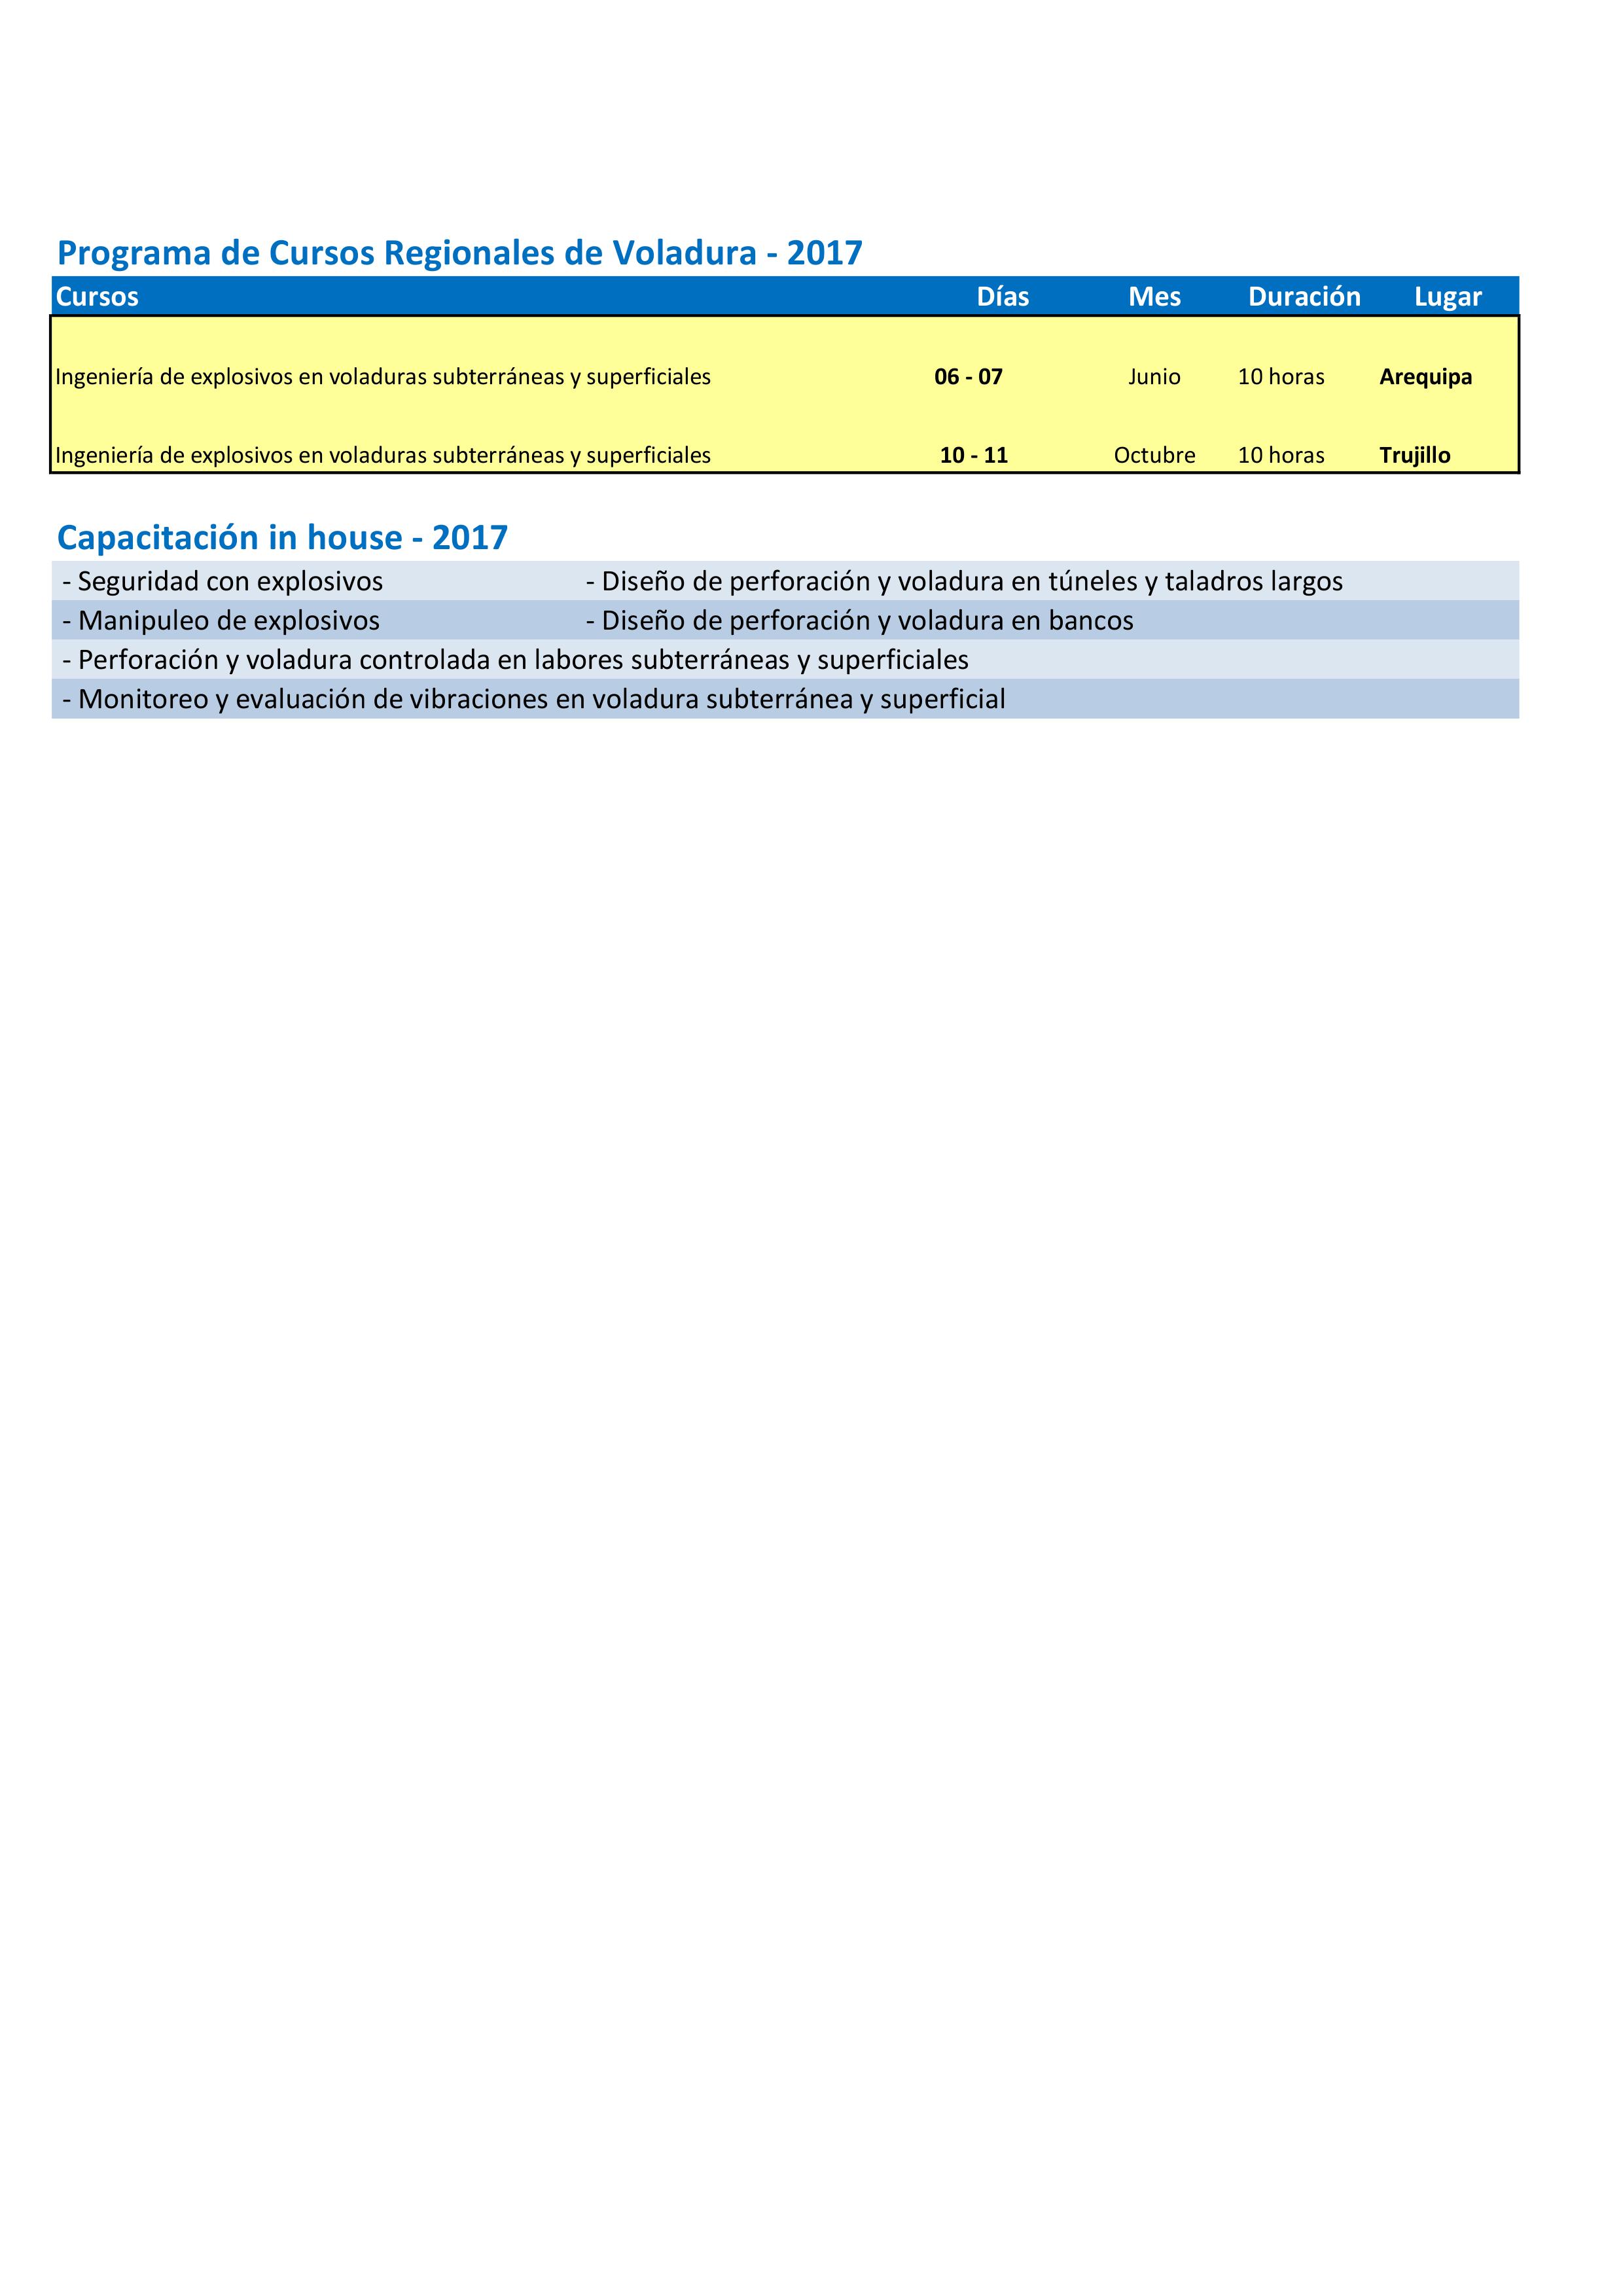 Programa de Cursos Regionales de Voladura - 2017
Cursos Días Mes Duración Lugar
Ingeniería de explosivos en voladuras subterráneas y superficiales 06 - 07 Junio 10 horas Arequipa
Ingeniería de explosivos en voladuras subterráneas y superficiales 10 - 11 Octubre 10 horas Trujillo
Capacitación in house - 2017
- Seguridad con explosivos - Diseño de perforación y voladura en túneles y taladros largos
- Manipuleo de explosivos - Diseño de perforación y voladura en bancos
- Perforación y voladura controlada en labores subterráneas y superficiales
- Monitoreo y evaluación de vibraciones en voladura subterránea y superficial